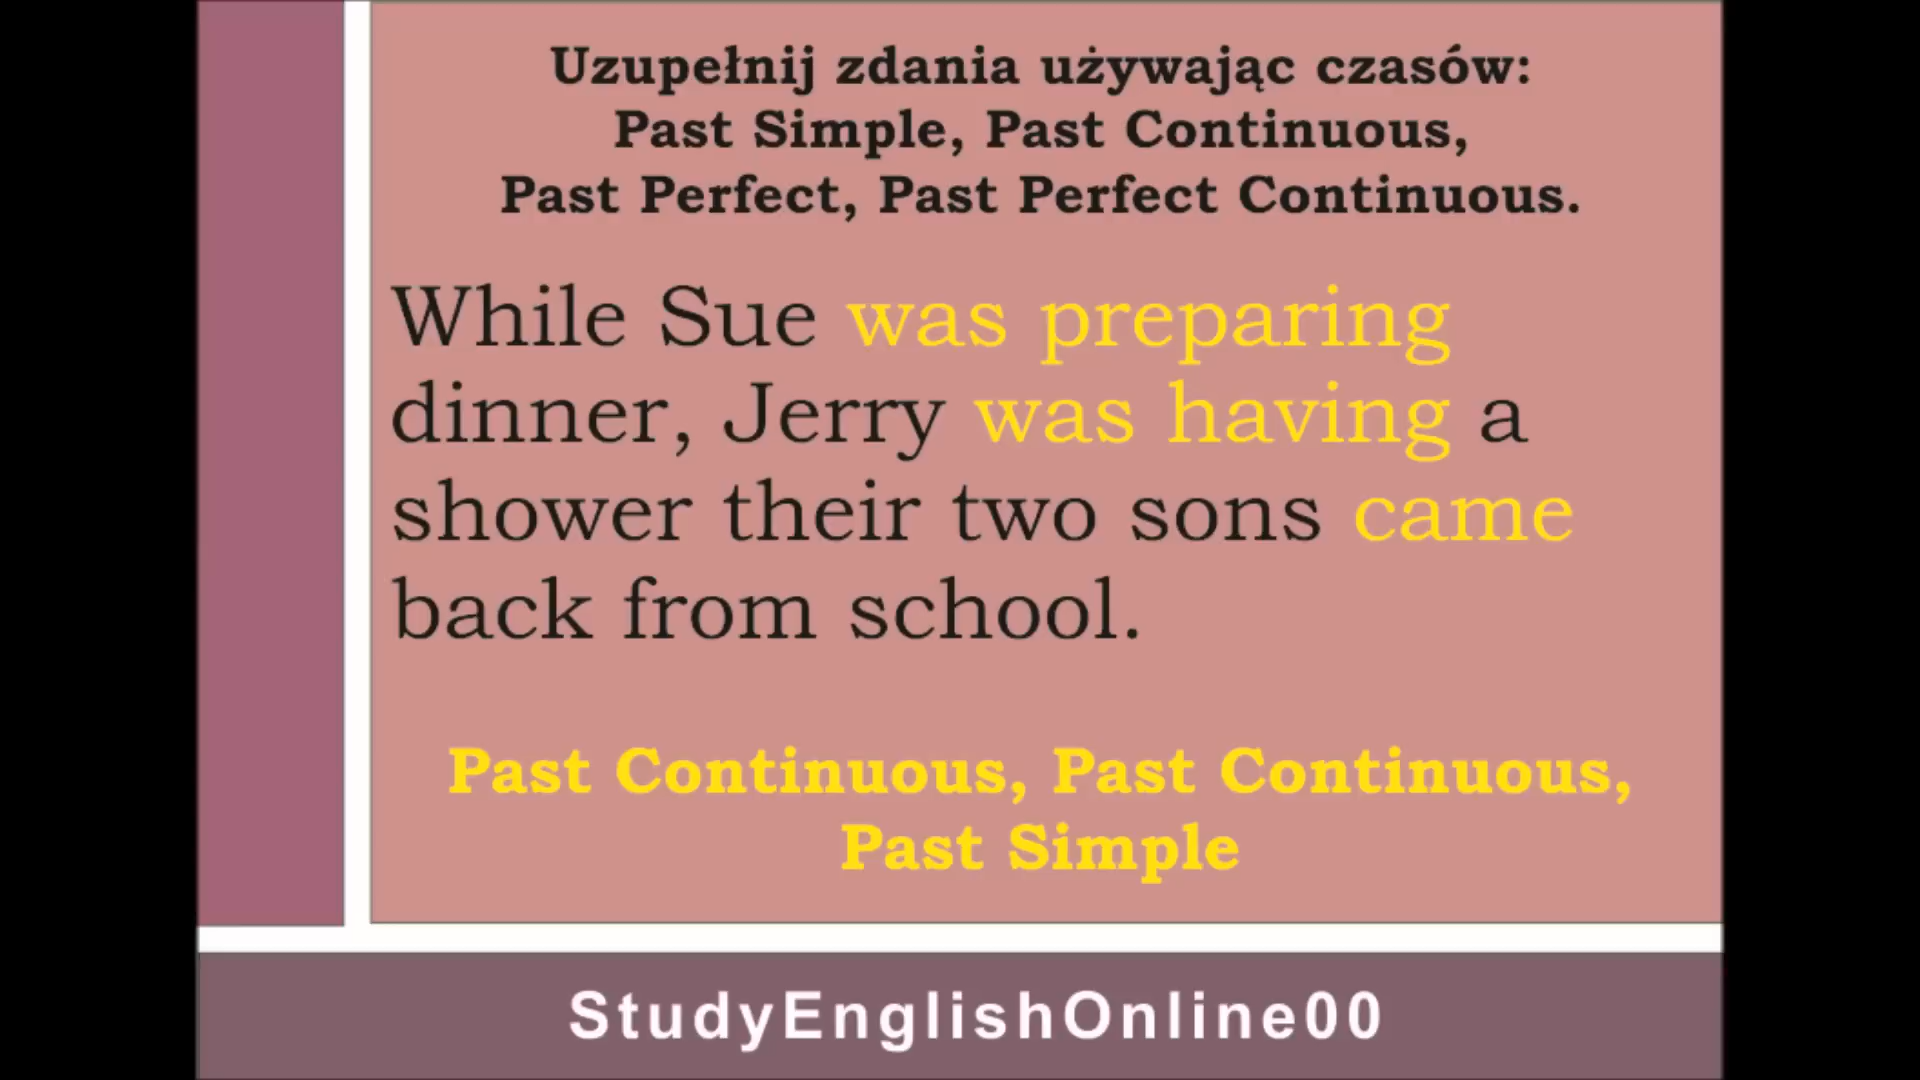 Uzupełnij zdania używając czasów:
Past Simple, Past Continuous,
Past Perfect, Past Perfect Continuous.
While Sue was preparing
dinner, Jerry was having a
shower their two sons came
back from school.
Past Continuous, Past Continuous,
Past Simple
StudyEnglishOnline00